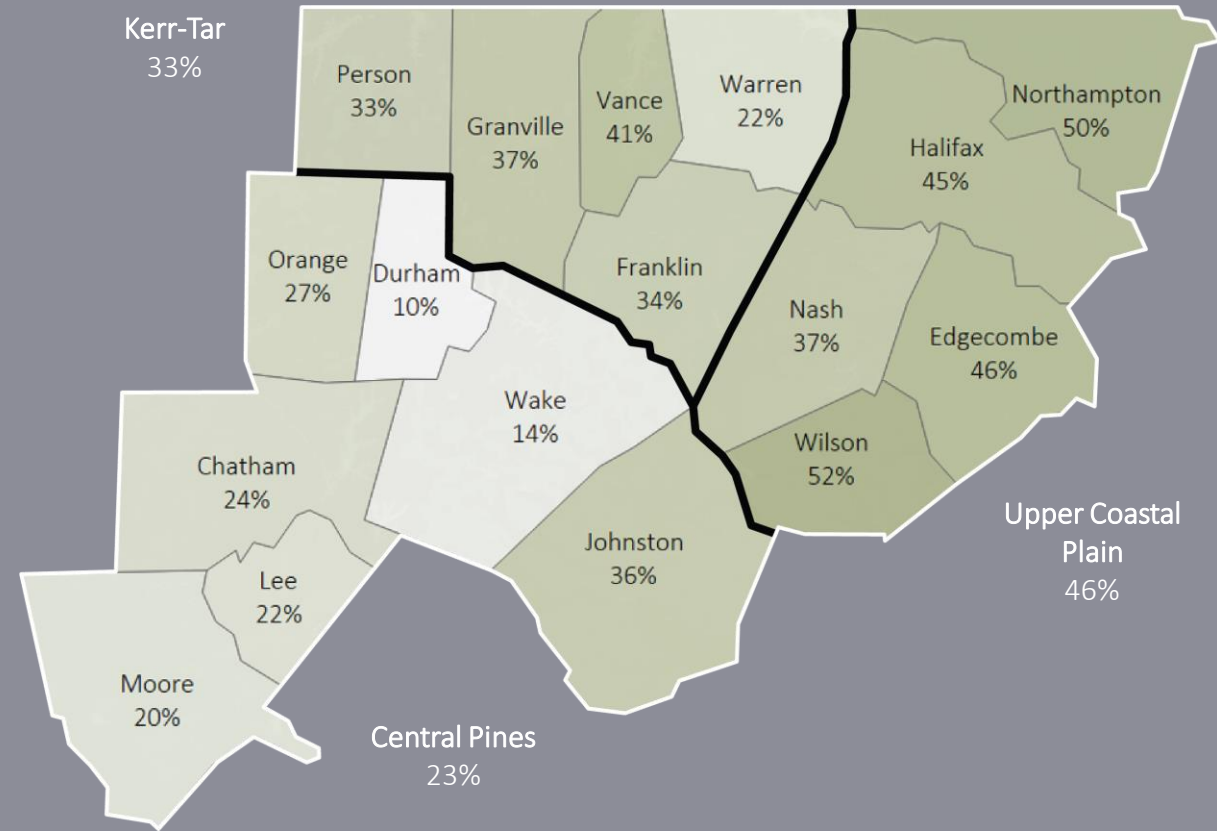 Kerr-Tar
33%
Person
33%
Granville
37%
Vance
41%
Warren
22%
Northampton
50%
Halifax
45%
Orange
27%
Durham
10%
Franklin
34%
Nash
37%
Edgecombe
46%
Wake
14%
Wilson
52%
Chatham
24%
Upper Coastal
Plain
46%
Johnston
36%
Lee
22%
Moore
20%
Central Pines
23%